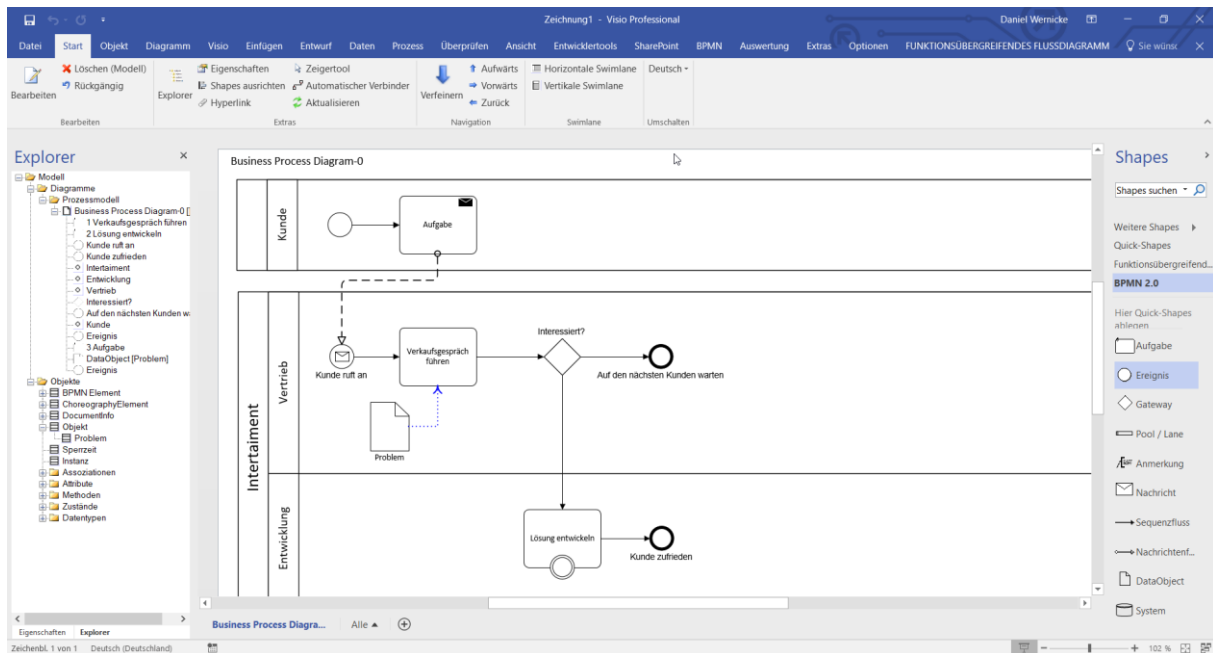 Zeichnung1 - Visio Professional
Daniel Wernicke
Datei Start Objekt Diagramm Visio Einfügen Entwurf Daten Prozess Überprüfen Ansicht Entwicklertools SharePoint BPMN Auswertung Extras Optionen FUNKTIONSÜBERGREIFENDES FLUSSDIAGRAMM Sie wünsc
Bearbeiten
Löschen (Modell)
Rückgängig
Bearbeiten
Explorer
Eigenschaften
Shapes ausrichten
Hyperlink
Zeigertool
Automatischer Verbinder
Aktualisieren
Extras
Verfeinern
Aufwärts
Vorwärts
Zurück
Navigation
Horizontale Swimlane
Vertikale Swimlane
Swimlane
Deutsch
Umschalten
Explorer
Modell
Diagramme
Prozessmodell
Business Process Diagram-0 [
1 Verkaufsgespräch führen
2 Lösung entwickeln
Kunde ruft an
Kunde zufrieden
Intertaiment
Entwicklung
Vertrieb
Interessiert?
Auf den nächsten Kunden wa
Kunde
Ereignis
3 Aufgabe
DataObject [Problem]
Ereignis
Objekte
BPMN Element
ChoreographyElement
DocumentInfo
Objekt
Problem
Sperrzeit
Instanz
Assoziationen
Attribute
Methoden
Zustände
Datentypen
Eigenschaften Explorer
Business Process Diagram-0
Kunde
Aufgabe
Intertaiment
Vertrieb
Kunde ruft an
Verkaufsgespräch
führen
Interessiert?
Auf den nächsten Kunden warten
Problem
Entwicklung
Lösung entwickeln
Kunde zufrieden
Business Process Diagra... Alle
Shapes
Shapes suchen
Weitere Shapes
Quick-Shapes
Funktionsübergreifend...
BPMN 2.0
Hier Quick-Shapes
ablegen
Aufgabe
Ereignis
Gateway
Pool / Lane
Anmerkung
Nachricht
Sequenzfluss
Nachrichtenf...
DataObject
System
Zeichenbl. 1 von 1 Deutsch (Deutschland)
102 %